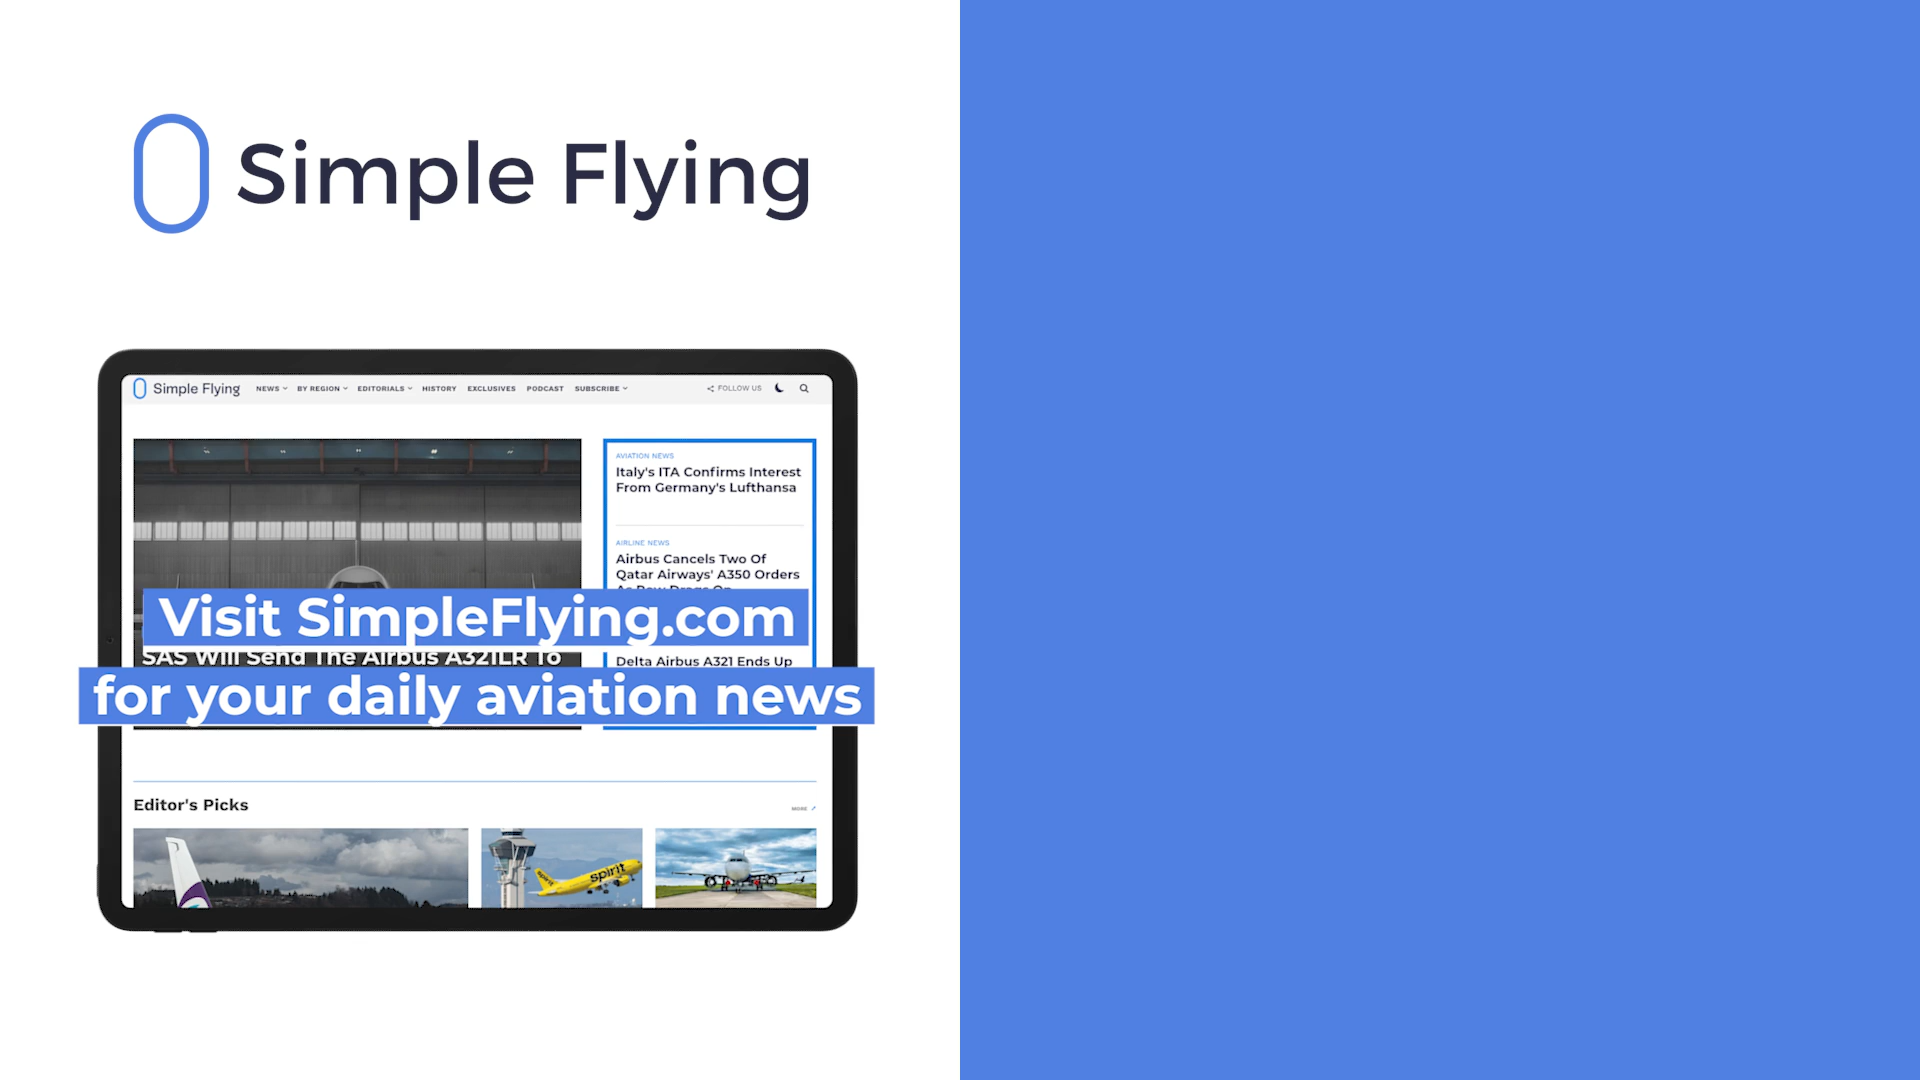 Simple Flying
Simple Flying NEWS BY REGION EDITORIALS HISTORY EXCLUSIVES PODCAST SUBSCRIBE FOLLOW US
AVIATION NEWS
Italy's ITA Confirms Interest
From Germany's Lufthansa
AIRLINE NEWS
Airbus Cancels Two Of
Qatar Airways' A350 Orders
Visit SimpleFlying.com
SAS Will Send The Airbus A321LR To
Delta Airbus A321 Ends Up
for your daily aviation news
Editor's Picks
MORE
spirit